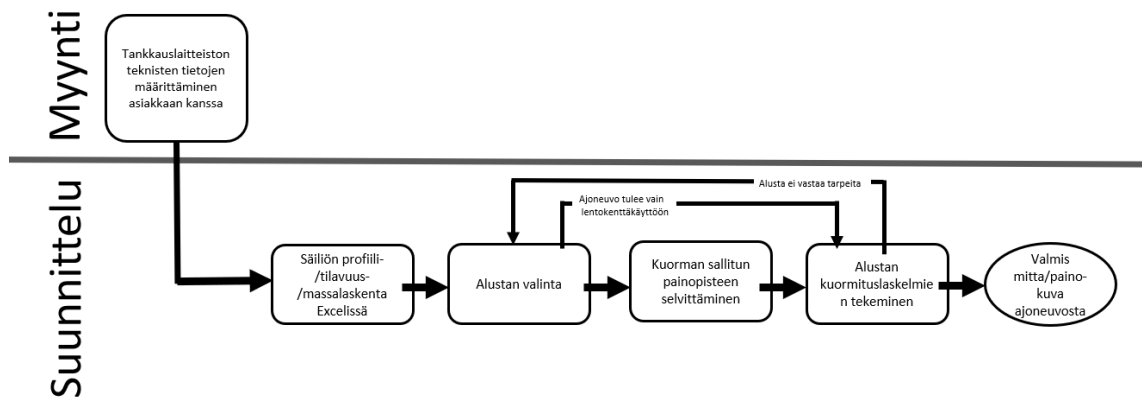 Myynti
Tankkauslaitteiston
teknisten tietojen
määrittäminen
asiakkaan kanssa
Suunnittelu
Alusta ei vastaa tarpeita
Ajoneuvo tulee vain
lentokenttäkäyttöön
Säiliön profiili-
/tilavuus-
/massalaskenta
Excelissä
Alustan valinta
Kuorman sallitun
painopisteen
selvittäminen
Alustan
kuormituslaskelmie
n tekeminen
Valmis
mitta/paino-
kuva
ajoneuvosta